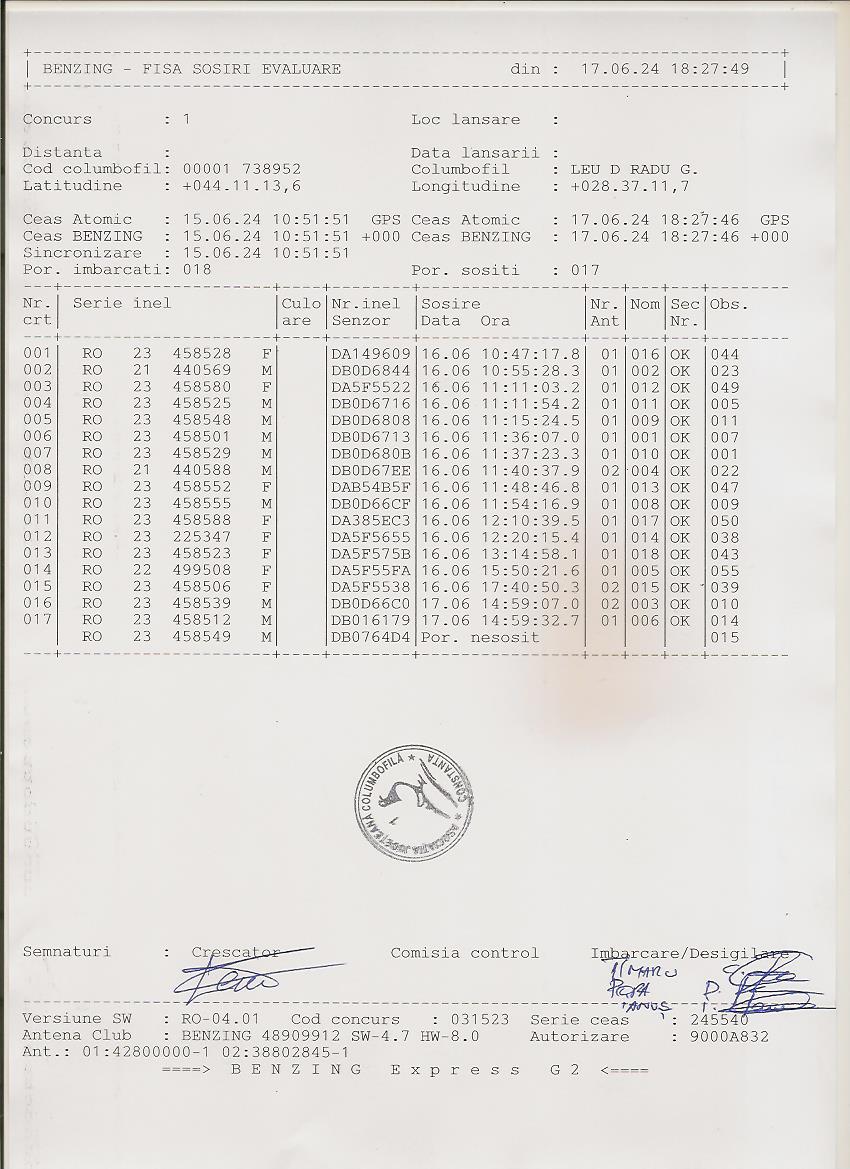 BENZING - FISA SOSIRI EVALUARE din : 17.06.24 18:27:49
Concurs : 1 Loc lansare :
Distanta : Data lansarii :
Cod columbofil: 00001 738952 Columbofil : LEU D RADU G.
Latitudine : +044.11.13,6 Longitudine : +028.37.11,7
Ceas Atomic : 15.06.24 10:51:51 GPS Ceas Atomic : 17.06.24 18:27:46 GPS
Ceas BENZING : 15.06.24 10:51:51 +000 Ceas BENZING : 17.06.24 18:27:46 +000
Sincronizare : 15.06.24 10:51:51
Por. imbarcati: 018 Por. sositi : 017
Nr. Serie inel Culo Nr.inel Sosire Nr. Nom Sec Obs.
crt are Senzor Data Ora Ant Nr.
001 RO 23 458528 F DA149609 16.06 10:47:17.8 01 016 OK 044
002 RO 21 440569 M DB0D6844 16.06 10:55:28.3 01 002 OK 023
003 RO 23 458580 F DA5F5522 16.06 11:11:03.2 01 012 OK 049
004 RO 23 458525 M DB0D6716 16.06 11:11:54.2 01 011 OK 005
005 RO 23 458548 M DB0D6808 16.06 11:15:24.5 01 009 OK 011
006 RO 23 458501 M DB0D6713 16.06 11:36:07.0 01 001 OK 007
007 RO 23 458529 M DB0D680B 16.06 11:37:23.3 01 010 OK 001
008 RO 21 440588 M DB0D67EE 16.06 11:40:37.9 02 004 OK 022
009 RO 23 458552 F DAB54B5F 16.06 11:48:46.8 01 013 OK 047
010 RO 23 458555 M DB0D66CF 16.06 11:54:16.9 01 008 OK 009
011 RO 23 458588 F DA385EC3 16.06 12:10:39.5 01 017 OK 050
012 RO 23 225347 F DA5F5655 16.06 12:20:15.4 01 014 OK 038
013 RO 23 458523 F DA5F575B 16.06 13:14:58.1 01 018 OK 043
014 RO 22 499508 F DA5F55FA 16.06 15:50:21.6 01 005 OK 055
015 RO 23 458506 F DA5F5538 16.06 17:40:50.3 02 015 OK 039
016 RO 23 458539 M DB0D66C0 17.06 14:59:07.0 02 003 OK 010
017 RO 23 458512 M DB016179 17.06 14:59:32.7 01 006 OK 014
RO 23 458549 M DB0764D4 Por. nesosit 015
ASOCIATIA JUDETEANA COLUMBOFILA ★ CONSTANTA ★
1
Semnaturi : Crescator Comisia control Imbarcare/Desigilare
POPA
Versiune SW : RO-04.01 Cod concurs : 031523 Serie ceas : 245540
Antena Club : BENZING 48909912 SW-4.7 HW-8.0 Autorizare : 9000A832
Ant.: 01:42800000-1 02:38802845-1
====> B E N Z I N G E x p r e s s G 2 <====